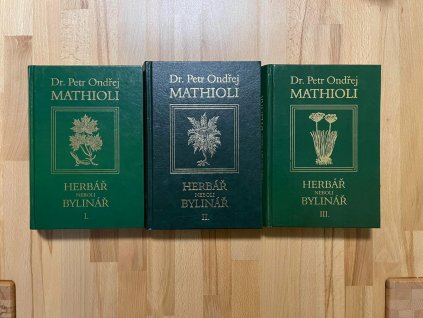 Dr. Petr Ondřej
MATHIOLI
HERBÁŘ
NEBOLI
BYLINÁŘ
I.
Dr. Petr Ondřej
MATHIOLI
HERBÁŘ
NEBOLI
BYLINÁŘ
II.
Dr. Petr Ondřej
MATHIOLI
HERBÁŘ
NEBOLI
BYLINÁŘ
III.